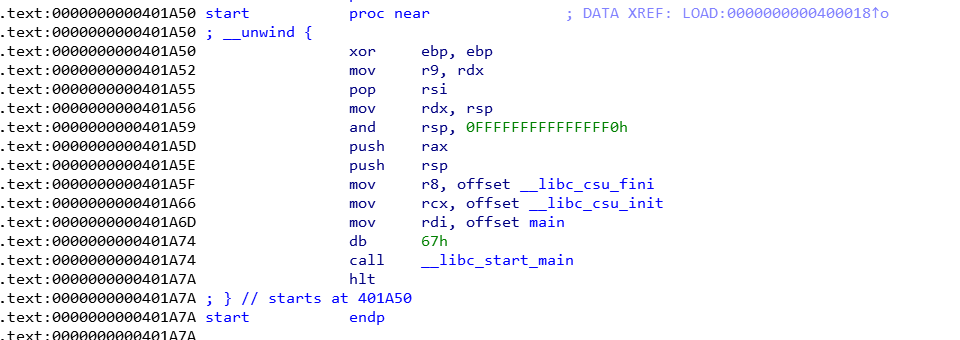 .text:0000000000401A50 start proc near ; DATA XREF: LOAD:0000000000400018↑o
.text:0000000000401A50 ; __unwind {
.text:0000000000401A50 xor ebp, ebp
.text:0000000000401A52 mov r9, rdx
.text:0000000000401A55 pop rsi
.text:0000000000401A56 mov rdx, rsp
.text:0000000000401A59 and rsp, 0FFFFFFFFFFFFFFF0h
.text:0000000000401A5D push rax
.text:0000000000401A5E push rsp
.text:0000000000401A5F mov r8, offset __libc_csu_fini
.text:0000000000401A66 mov rcx, offset __libc_csu_init
.text:0000000000401A6D mov rdi, offset main
.text:0000000000401A74 db 67h
.text:0000000000401A74 call __libc_start_main
.text:0000000000401A7A hlt
.text:0000000000401A7A ; } // starts at 401A50
.text:0000000000401A7A start endp
.text:0000000000401A7A